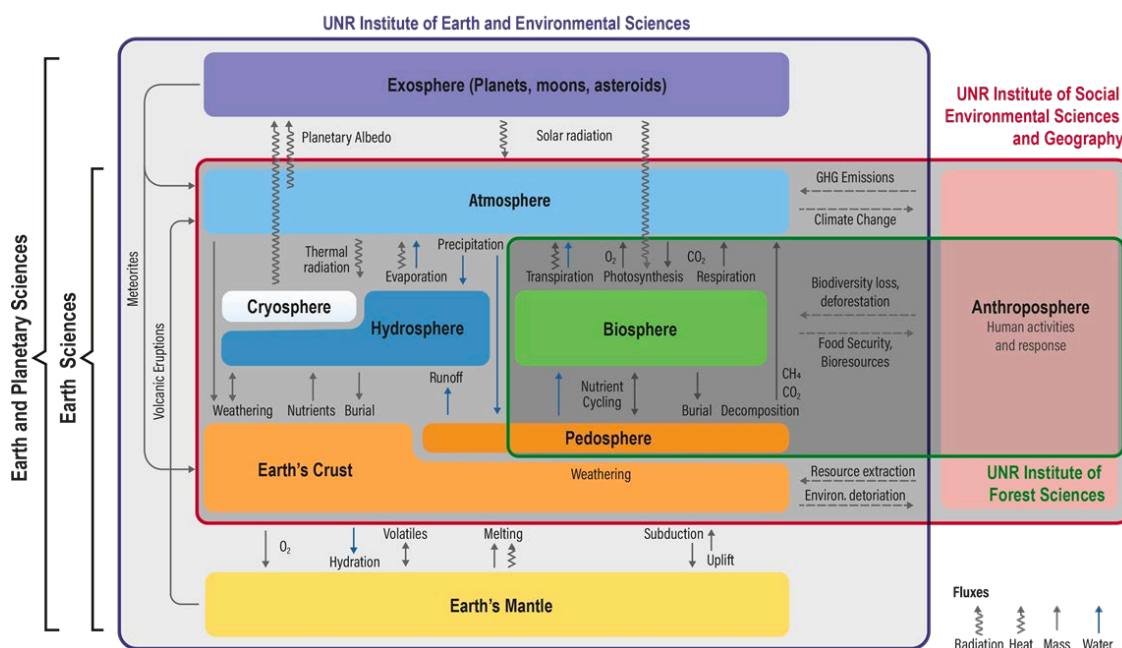 UNR Institute of Earth and Environmental Sciences
Exosphere (Planets, moons, asteroids)
UNR Institute of Social
Environmental Sciences
and Geography
Planetary Albedo
Solar radiation
Atmosphere
GHG Emissions
Climate Change
Thermal
radiation
Evaporation
Precipitation
Transpiration
O₂
Photosynthesis
CO₂
Respiration
Cryosphere
Hydrosphere
Biosphere
Biodiversity loss,
deforestation
Food Security,
Bioresources
Anthroposphere
Human activities
and response
Earth and Planetary Sciences
Earth Sciences
Meteorites
Volcanic Eruptions
Weathering
Nutrients
Burial
Runoff
Nutrient
Cycling
Burial
Decomposition
CH₄
CO₂
Pedosphere
Earth's Crust
Weathering
Resource extraction
Environ. detoriation
UNR Institute of
Forest Sciences
O₂
Hydration
Volatiles
Melting
Subduction
Uplift
Earth's Mantle
Fluxes
Radiation
Heat
Mass
Water